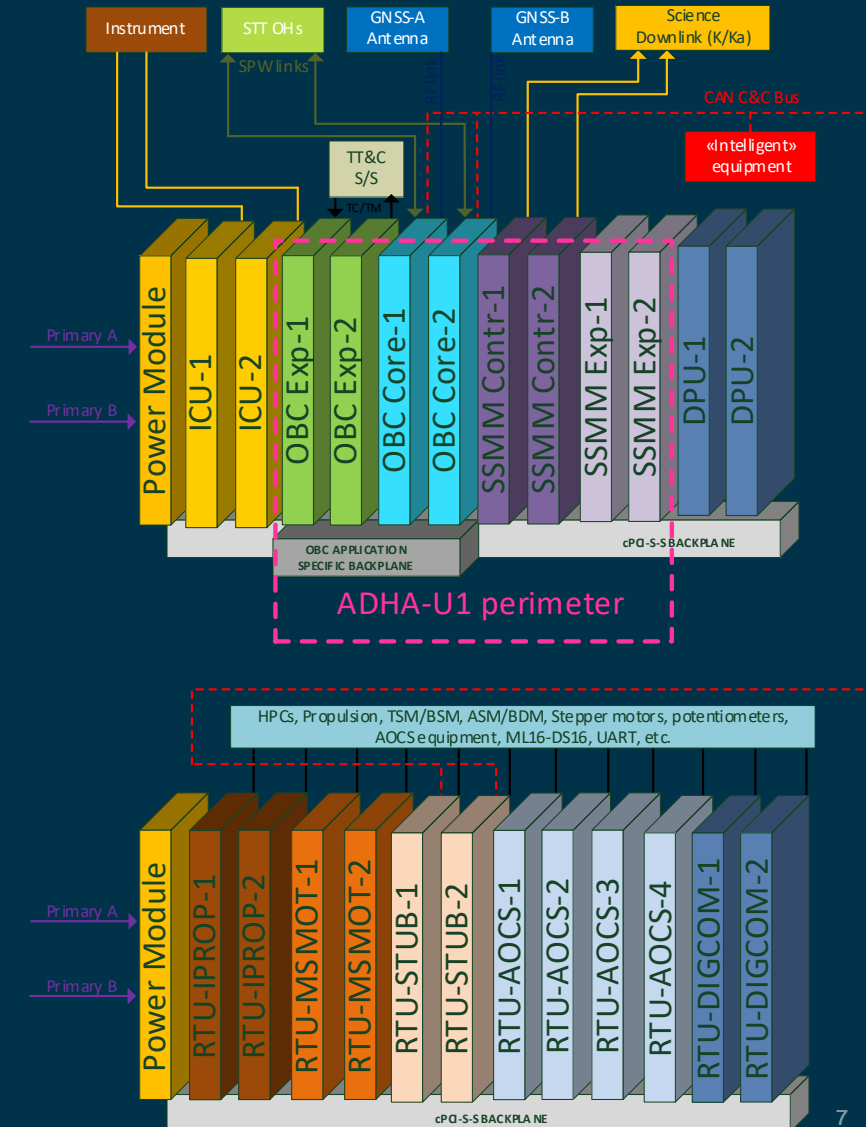 Instrument
STT OHs
GNSS-A
Antenna
GNSS-B
Antenna
Science
Downlink (K/Ka)
SPW links
RF link
RF link
CAN C&C Bus
«Intelligent»
equipment
TT&C
S/S
TC/TM
Primary A
Primary B
Power Module
ICU-1
ICU-2
OBC Exp-1
OBC Exp-2
OBC Core-1
OBC Core-2
SSMM Contr-1
SSMM Contr-2
SSMM Exp-1
SSMM Exp-2
DPU-1
DPU-2
OBC APPLICATION
SPECIFIC BACKPLANE
cPCI-S-S BACKPLANE
ADHA-U1 perimeter
HPCs, Propulsion, TSM/BSM, ASM/BDM, Stepper motors, potentiometers,
AOCS equipment, ML16-DS16, UART, etc.
Primary A
Primary B
Power Module
RTU-IPROP-1
RTU-IPROP-2
RTU-MSMOT-1
RTU-MSMOT-2
RTU-STUB-1
RTU-STUB-2
RTU-AOCS-1
RTU-AOCS-2
RTU-AOCS-3
RTU-AOCS-4
RTU-DIGCOM-1
RTU-DIGCOM-2
cPCI-S-S BACKPLANE
7